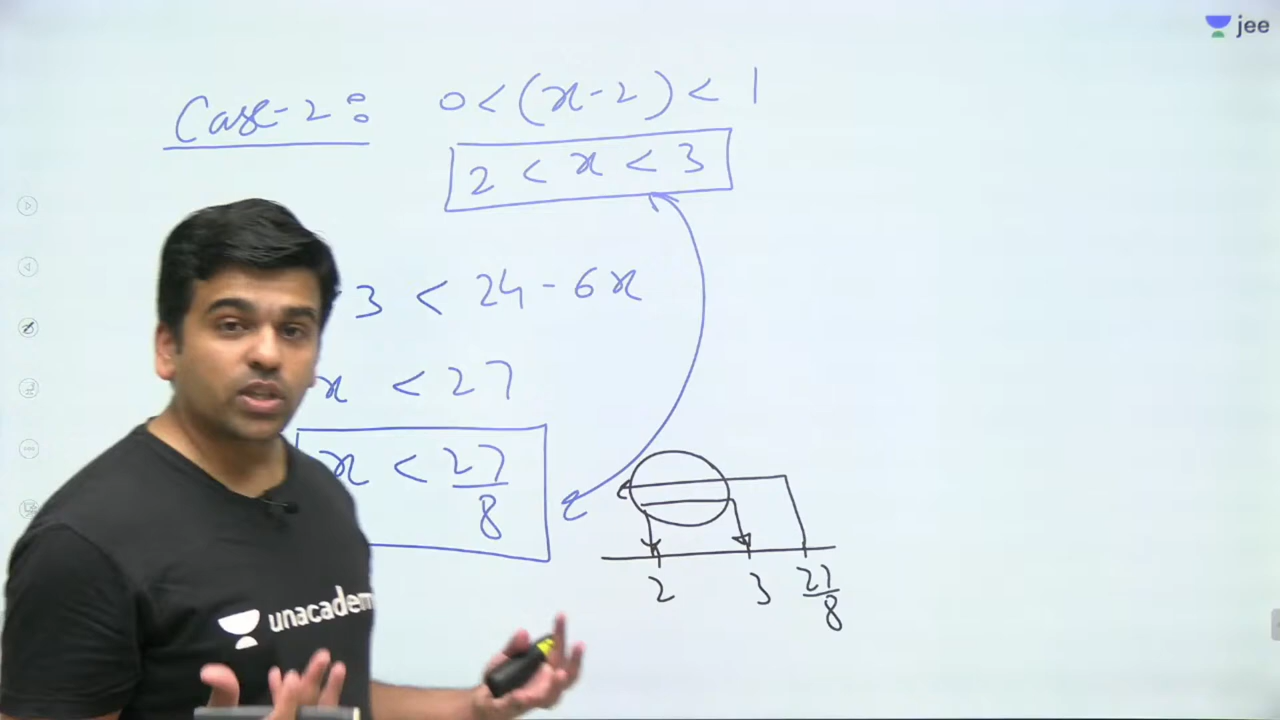 jee
Case-2 :
0 < (x-2) < 1
2 < x < 3
3 < 24 - 6x
x < 27
x < 27/8
2 3 27/8
unacadem